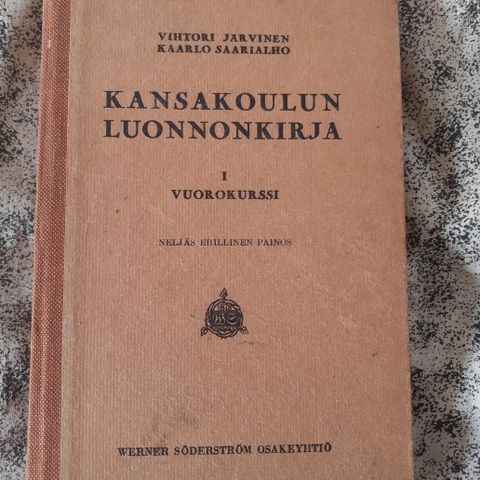 VIHTORI JÄRVINEN
KAARLO SAARIALHO
KANSAKOULUN
LUONNONKIRJA
I
VUOROKURSSI
NELJÄS ERILLINEN PAINOS
WERNER SÖDERSTRÖM OSAKEYHTIÖ